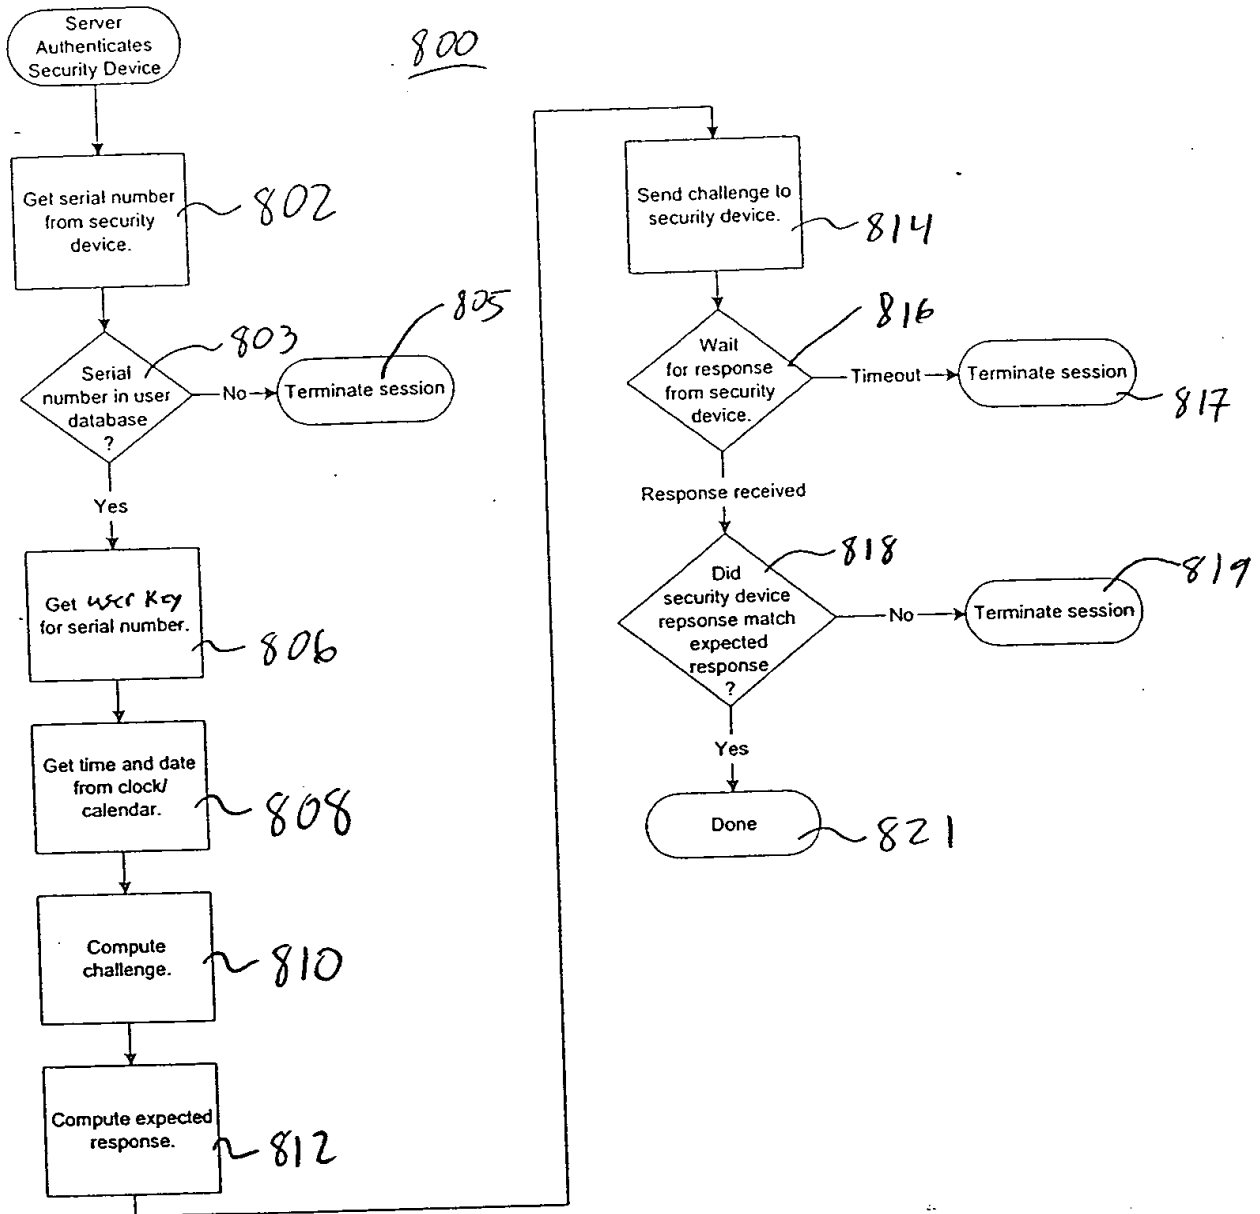 Server
Authenticates
Security Device
800
Get serial number
from security
device.
802
Serial
number in user
database
?
803
No
Terminate session
805
Yes
Get user Key
for serial number.
806
Get time and date
from clock/
calendar.
808
Compute
challenge.
810
Compute expected
response.
812
Send challenge to
security device.
814
Wait
for response
from security
device.
816
Timeout
Terminate session
817
Response received
Did
security device
repsonse match
expected
response
?
818
No
Terminate session
819
Yes
Done
821